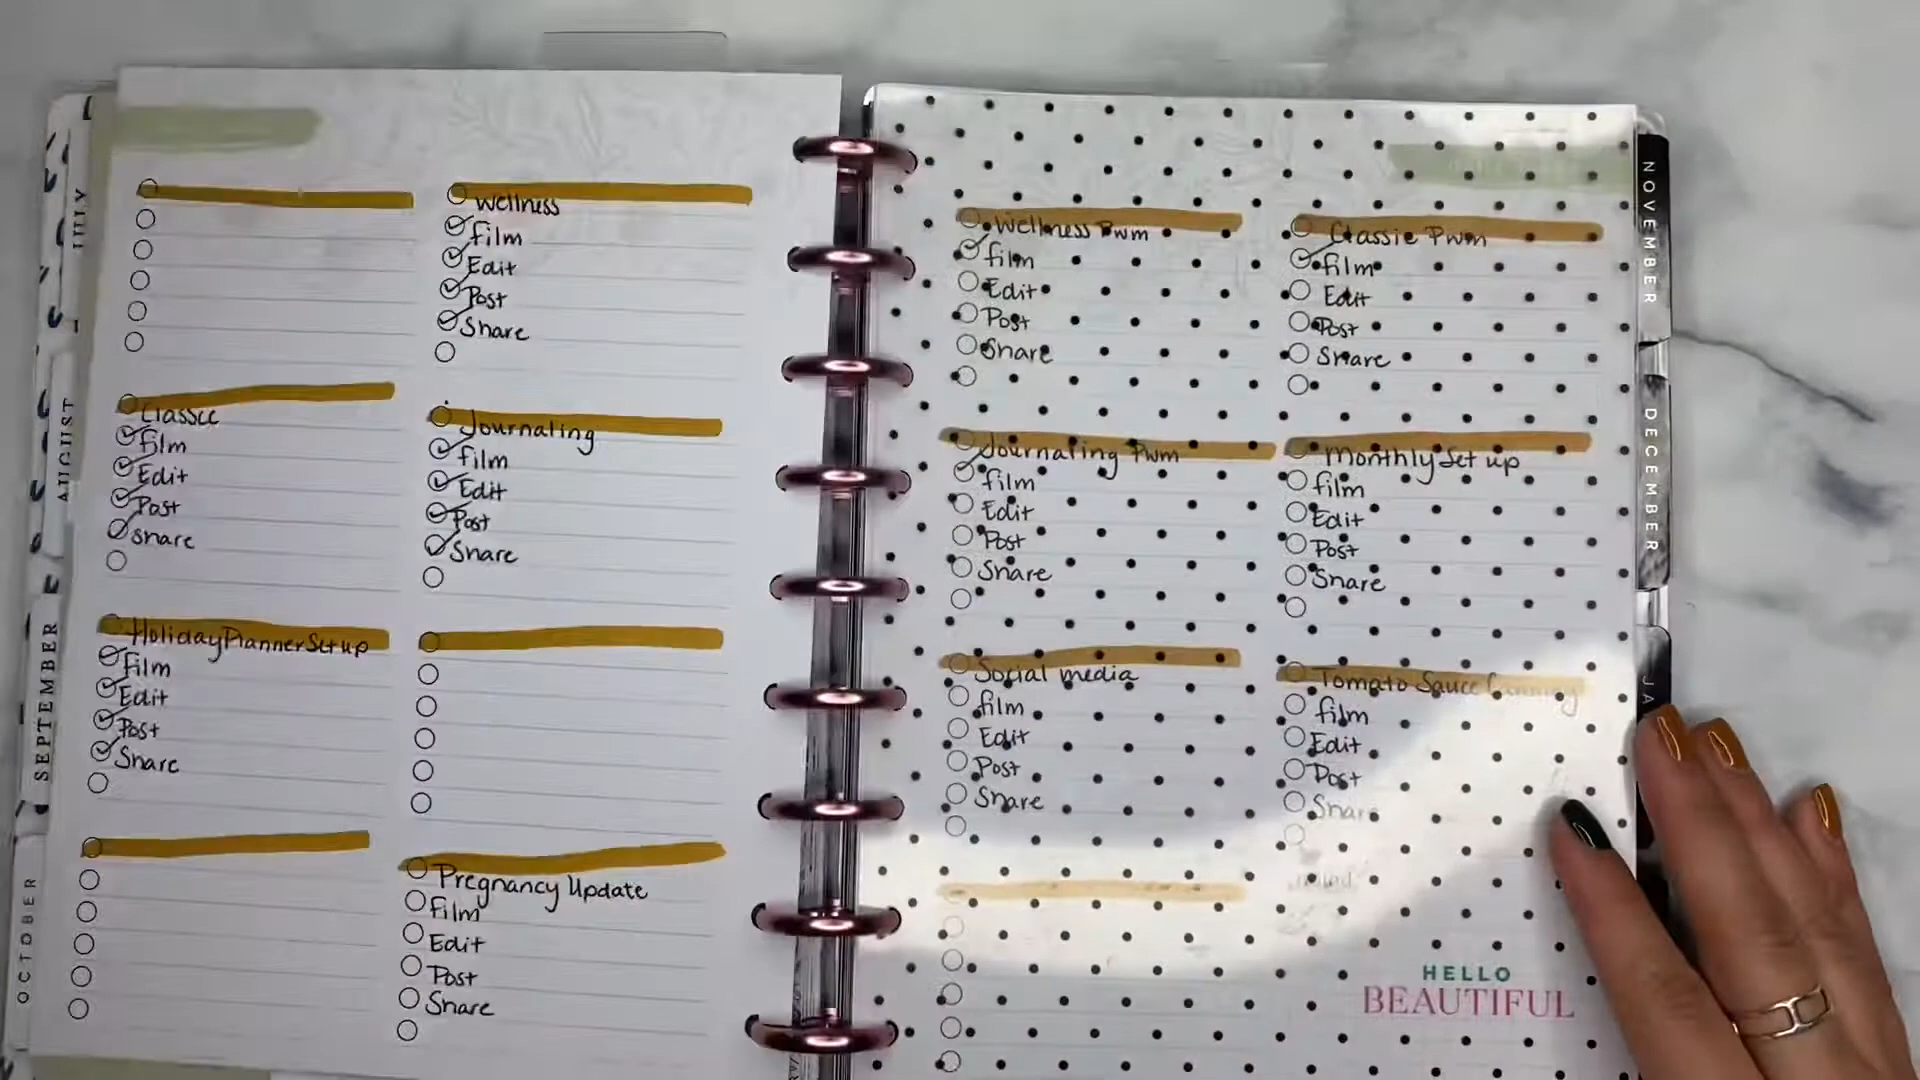 Wellness
film
Edit
Post
Share
Classic
film
Edit
Post
Share
Journaling
film
Edit
Post
Share
Holiday Planner Set up
film
Edit
Post
Share
Pregnancy Update
film
Edit
Post
Share
Wellness Pwm
film
Edit
Post
Share
Classic Pwm
film
Edit
Post
Share
Journaling Pwm
film
Edit
Post
Share
Monthly Set up
film
Edit
Post
Share
Social media
film
Edit
Post
Share
Tomato Sauce Canning
film
Edit
Post
Share
HELLO
BEAUTIFUL
JULY
AUGUST
SEPTEMBER
OCTOBER
NOVEMBER
DECEMBER
JA